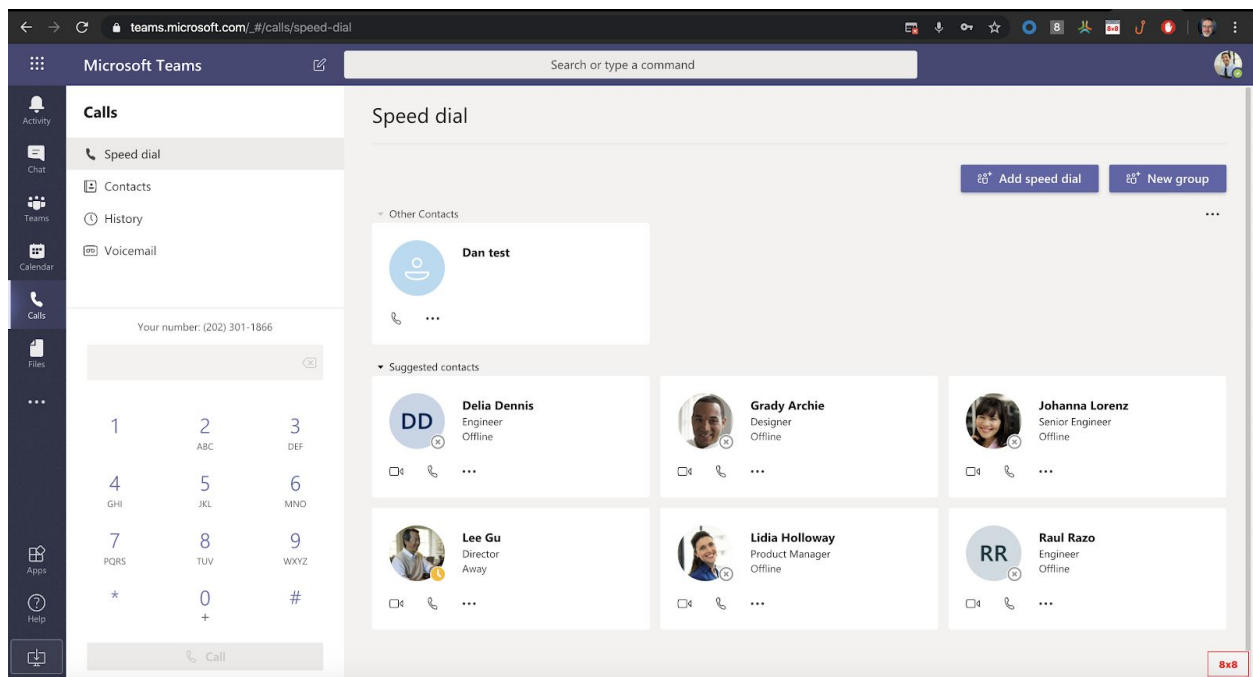 teams.microsoft.com/_#/calls/speed-dial
8
8x8
Microsoft Teams
Search or type a command
Activity
Chat
Teams
Calendar
Calls
Files
Apps
Help
Calls
Speed dial
Contacts
History
Voicemail
Your number: (202) 301-1866
1
2
3
ABC
DEF
4
5
6
GHI
JKL
MNO
7
8
9
PQRS
TUV
WXYZ
*
0
#
+
Call
Speed dial
Add speed dial
New group
Other Contacts
Dan test
Suggested contacts
DD
Delia Dennis
Engineer
Offline
Grady Archie
Designer
Offline
Johanna Lorenz
Senior Engineer
Offline
Lee Gu
Director
Away
Lidia Holloway
Product Manager
Offline
RR
Raul Razo
Engineer
Offline
8x8